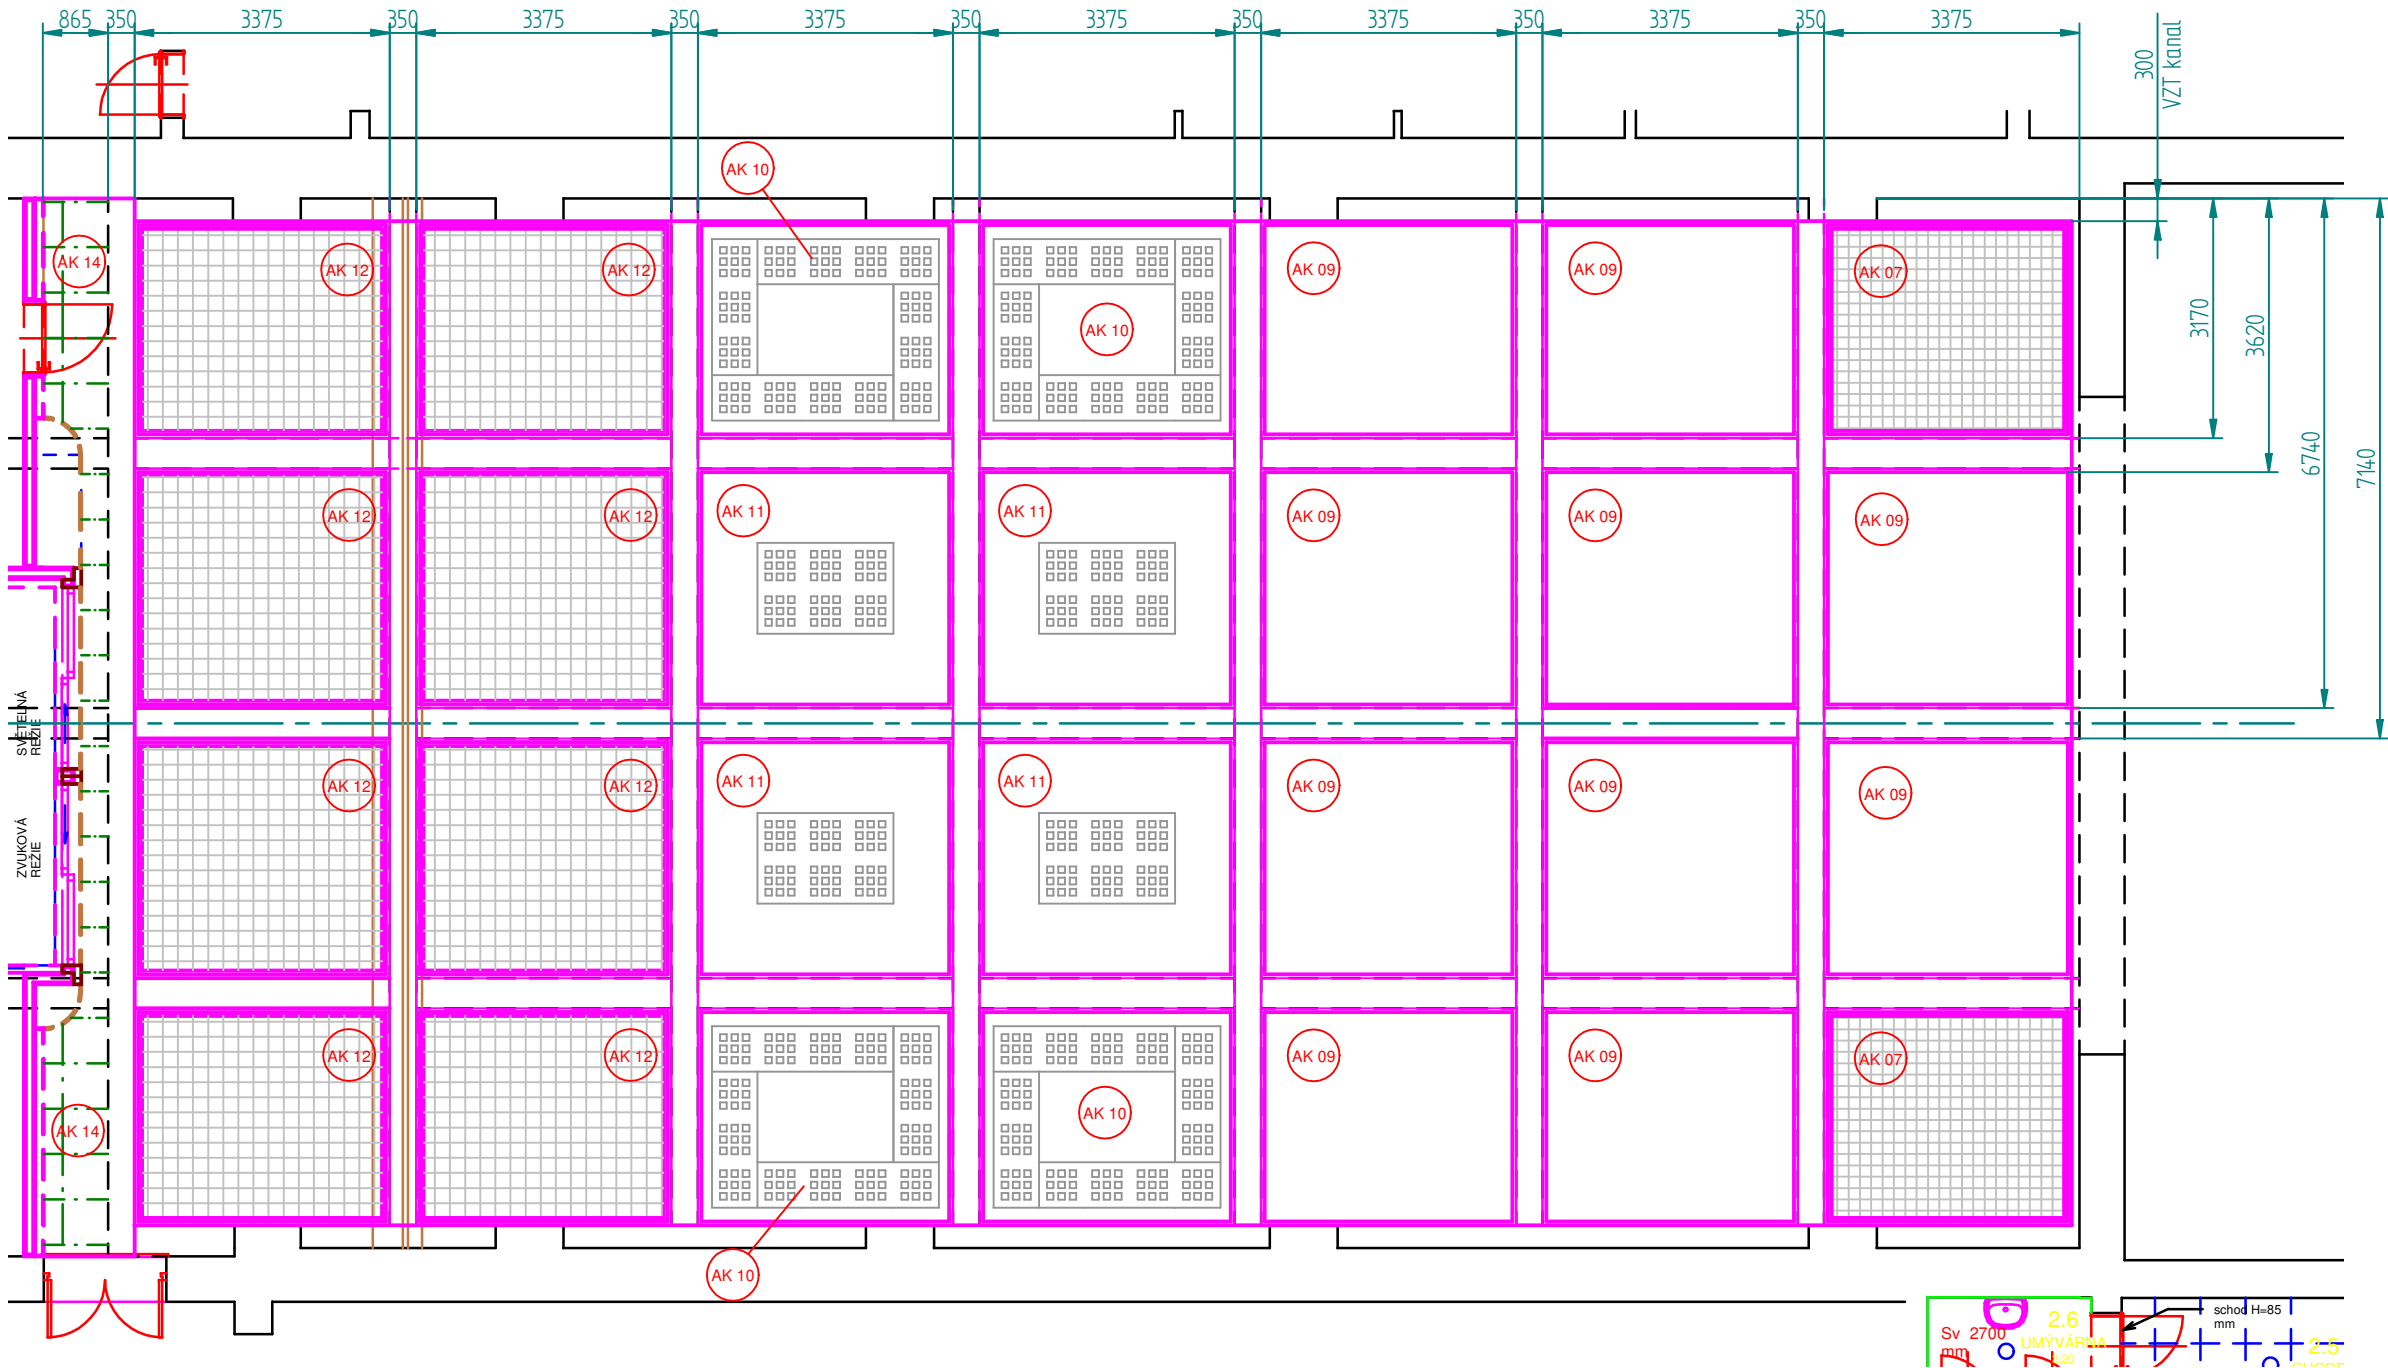 865 350 3375 350 3375 350 3375 350 3375 350 3375 350 3375 350 3375
300
VZT kanal
AK 10
AK 14 AK 12 AK 12 AK 09 AK 09 AK 07
AK 10
3170
3620
6740
7140
AK 12 AK 12 AK 11 AK 11 AK 09 AK 09 AK 09
SVĚTELNÁ
REŽIE
AK 12 AK 12 AK 11 AK 11 AK 09 AK 09 AK 09
ZVUKOVÁ
REŽIE
AK 12 AK 12 AK 09 AK 09 AK 07
AK 14 AK 10
AK 10
schod H=85
mm
Sv 2700
mm
2.6
UMÝVÁRNA
2.5